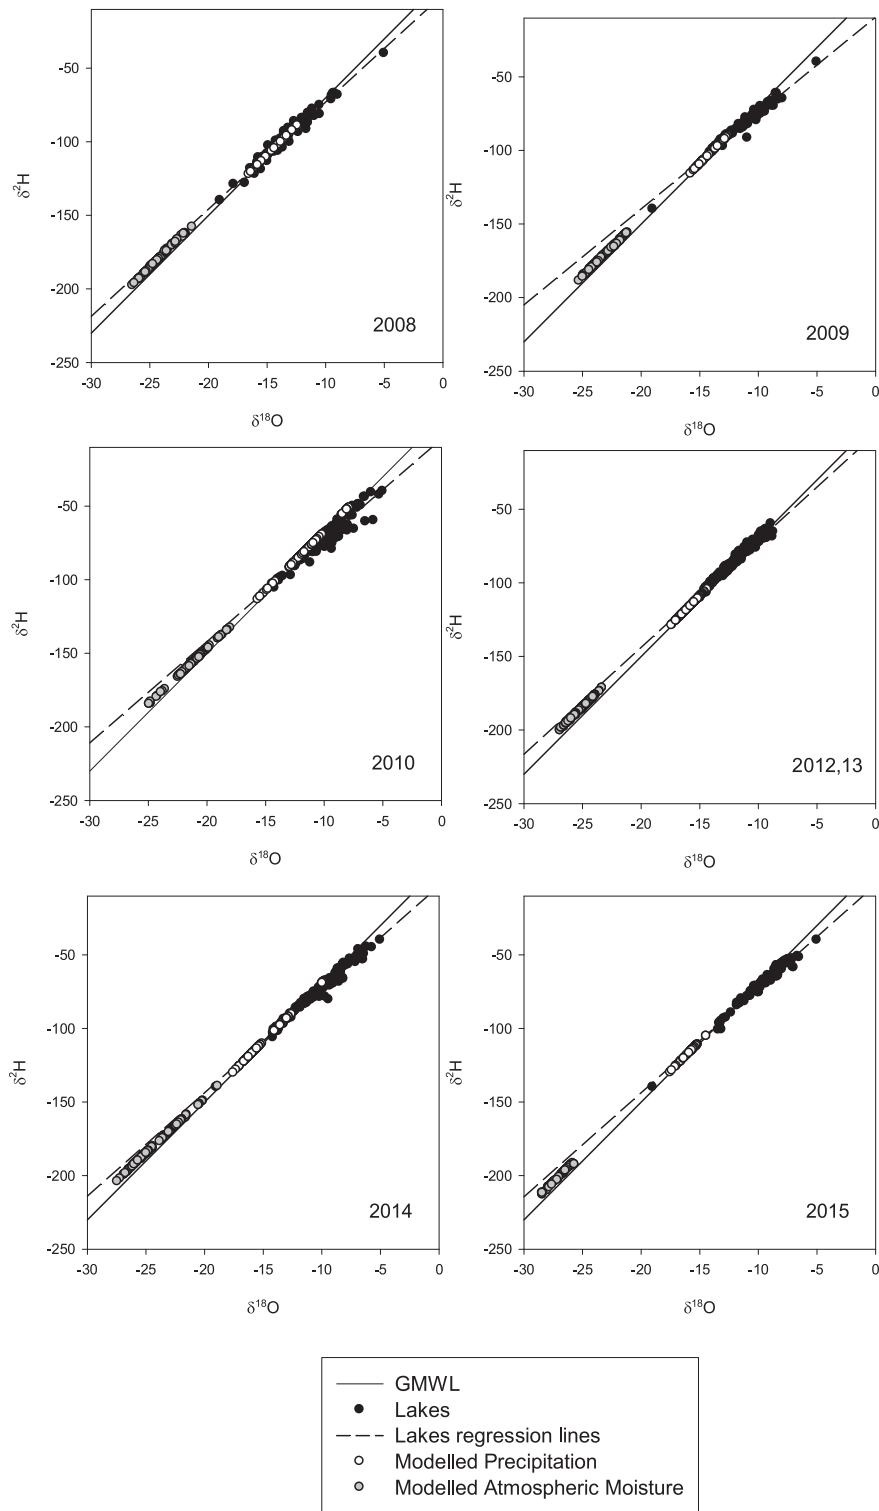 -50
-100
-150
-200
-250
δ²H
-30 -25 -20 -15 -10 -5 0
δ¹⁸O
2008
-50
-100
-150
-200
-250
δ²H
-30 -25 -20 -15 -10 -5 0
δ¹⁸O
2009
-50
-100
-150
-200
-250
δ²H
-30 -25 -20 -15 -10 -5 0
δ¹⁸O
2010
-50
-100
-150
-200
-250
δ²H
-30 -25 -20 -15 -10 -5 0
δ¹⁸O
2012,13
-50
-100
-150
-200
-250
δ²H
-30 -25 -20 -15 -10 -5 0
δ¹⁸O
2014
-50
-100
-150
-200
-250
δ²H
-30 -25 -20 -15 -10 -5 0
δ¹⁸O
2015
GMWL
Lakes
Lakes regression lines
Modelled Precipitation
Modelled Atmospheric Moisture